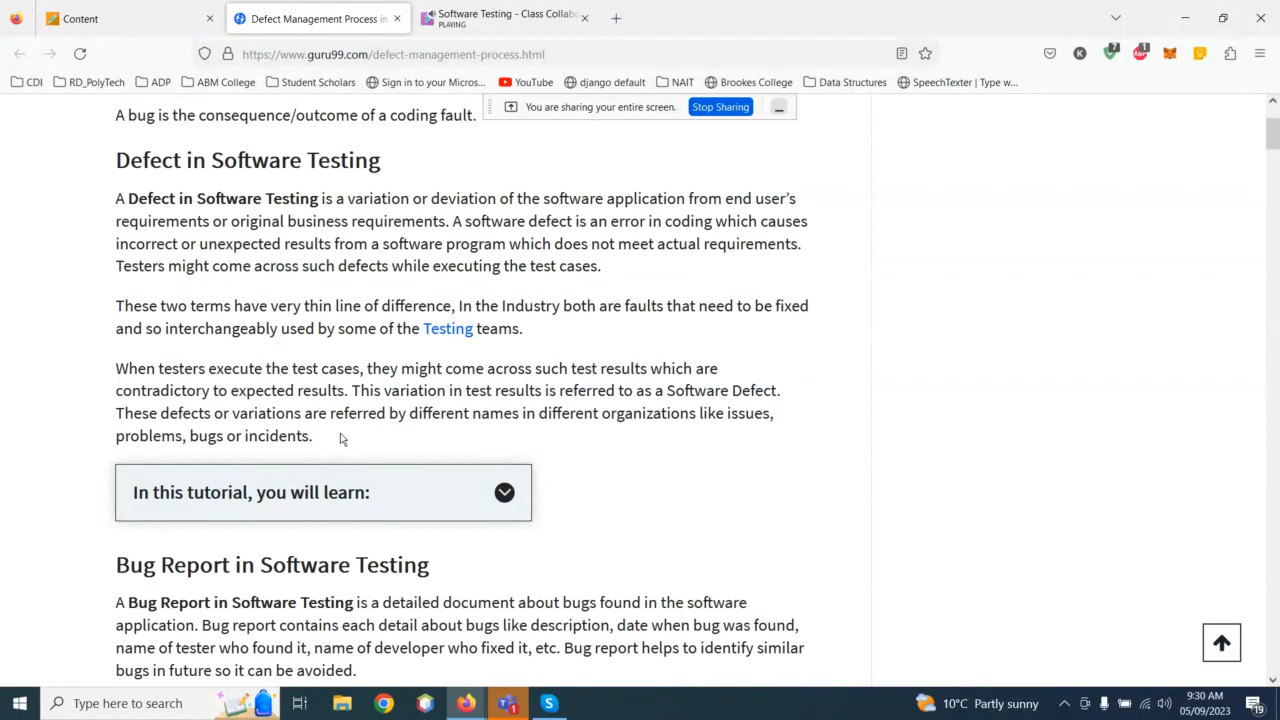 Content
Defect Management Process in
Software Testing - Class Collab
PLAYING
https://www.guru99.com/defect-management-process.html
7
K
1
CDI
RD_PolyTech
ADP
ABM College
Student Scholars
Sign in to your Micros...
YouTube
django default
NAIT
Brookes College
Data Structures
SpeechTexter | Type w...
You are sharing your entire screen.
Stop Sharing
A bug is the consequence/outcome of a coding fault.
Defect in Software Testing
A Defect in Software Testing is a variation or deviation of the software application from end user's
requirements or original business requirements. A software defect is an error in coding which causes
incorrect or unexpected results from a software program which does not meet actual requirements.
Testers might come across such defects while executing the test cases.
These two terms have very thin line of difference, In the Industry both are faults that need to be fixed
and so interchangeably used by some of the Testing teams.
When testers execute the test cases, they might come across such test results which are
contradictory to expected results. This variation in test results is referred to as a Software Defect.
These defects or variations are referred by different names in different organizations like issues,
problems, bugs or incidents.
In this tutorial, you will learn:
Bug Report in Software Testing
A Bug Report in Software Testing is a detailed document about bugs found in the software
application. Bug report contains each detail about bugs like description, date when bug was found,
name of tester who found it, name of developer who fixed it, etc. Bug report helps to identify similar
bugs in future so it can be avoided.
Type here to search
1
10°C Partly sunny
9:30 AM
05/09/2023
19